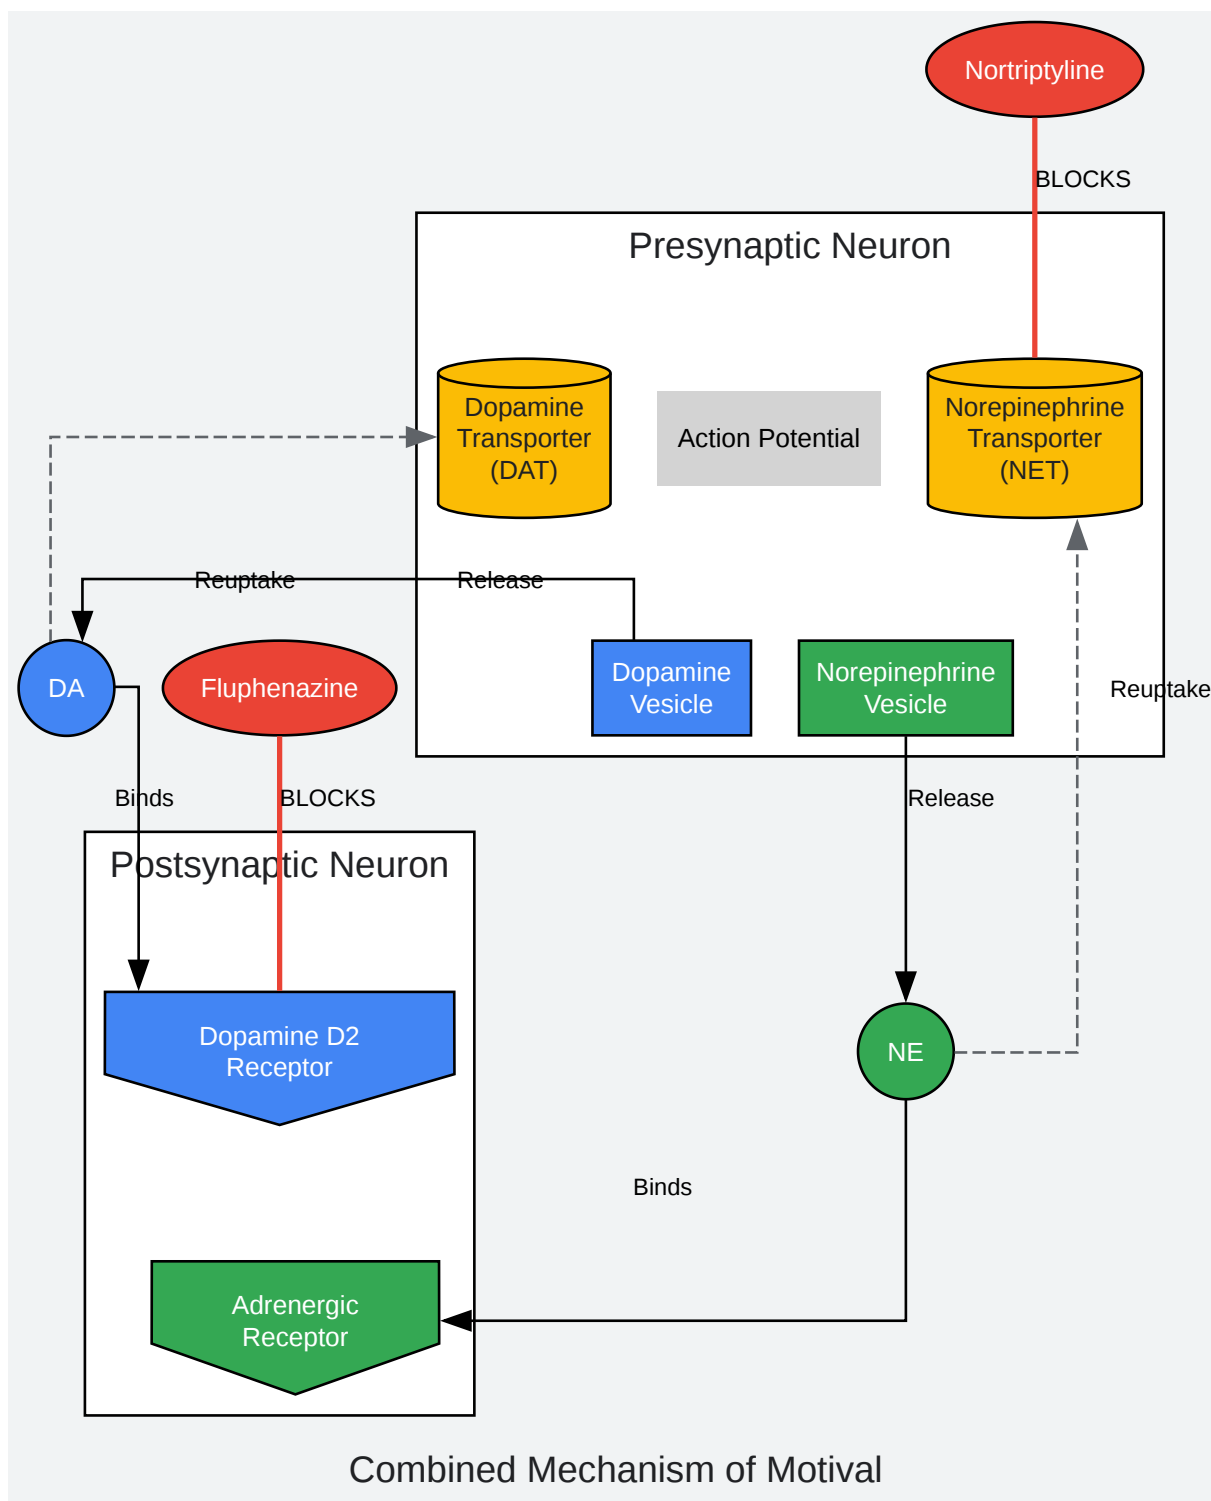 Nortriptyline
BLOCKS
Presynaptic Neuron
Dopamine
Transporter
(DAT)
Action Potential
Norepinephrine
Transporter
(NET)
Reuptake
Release
DA
Fluphenazine
Dopamine
Vesicle
Norepinephrine
Vesicle
Reuptake
Binds
BLOCKS
Release
Postsynaptic Neuron
Dopamine D2
Receptor
NE
Binds
Adrenergic
Receptor
Combined Mechanism of Motival